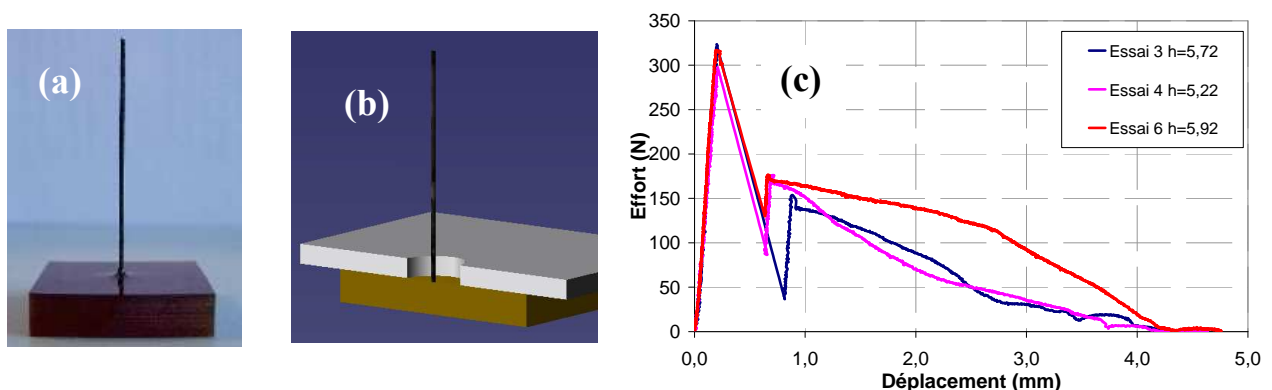 (a)
(b)
(c)
Effort (N)
350
300
250
200
150
100
50
0
0,0
1,0
2,0
3,0
4,0
5,0
Déplacement (mm)
Essai 3 h=5,72
Essai 4 h=5,22
Essai 6 h=5,92